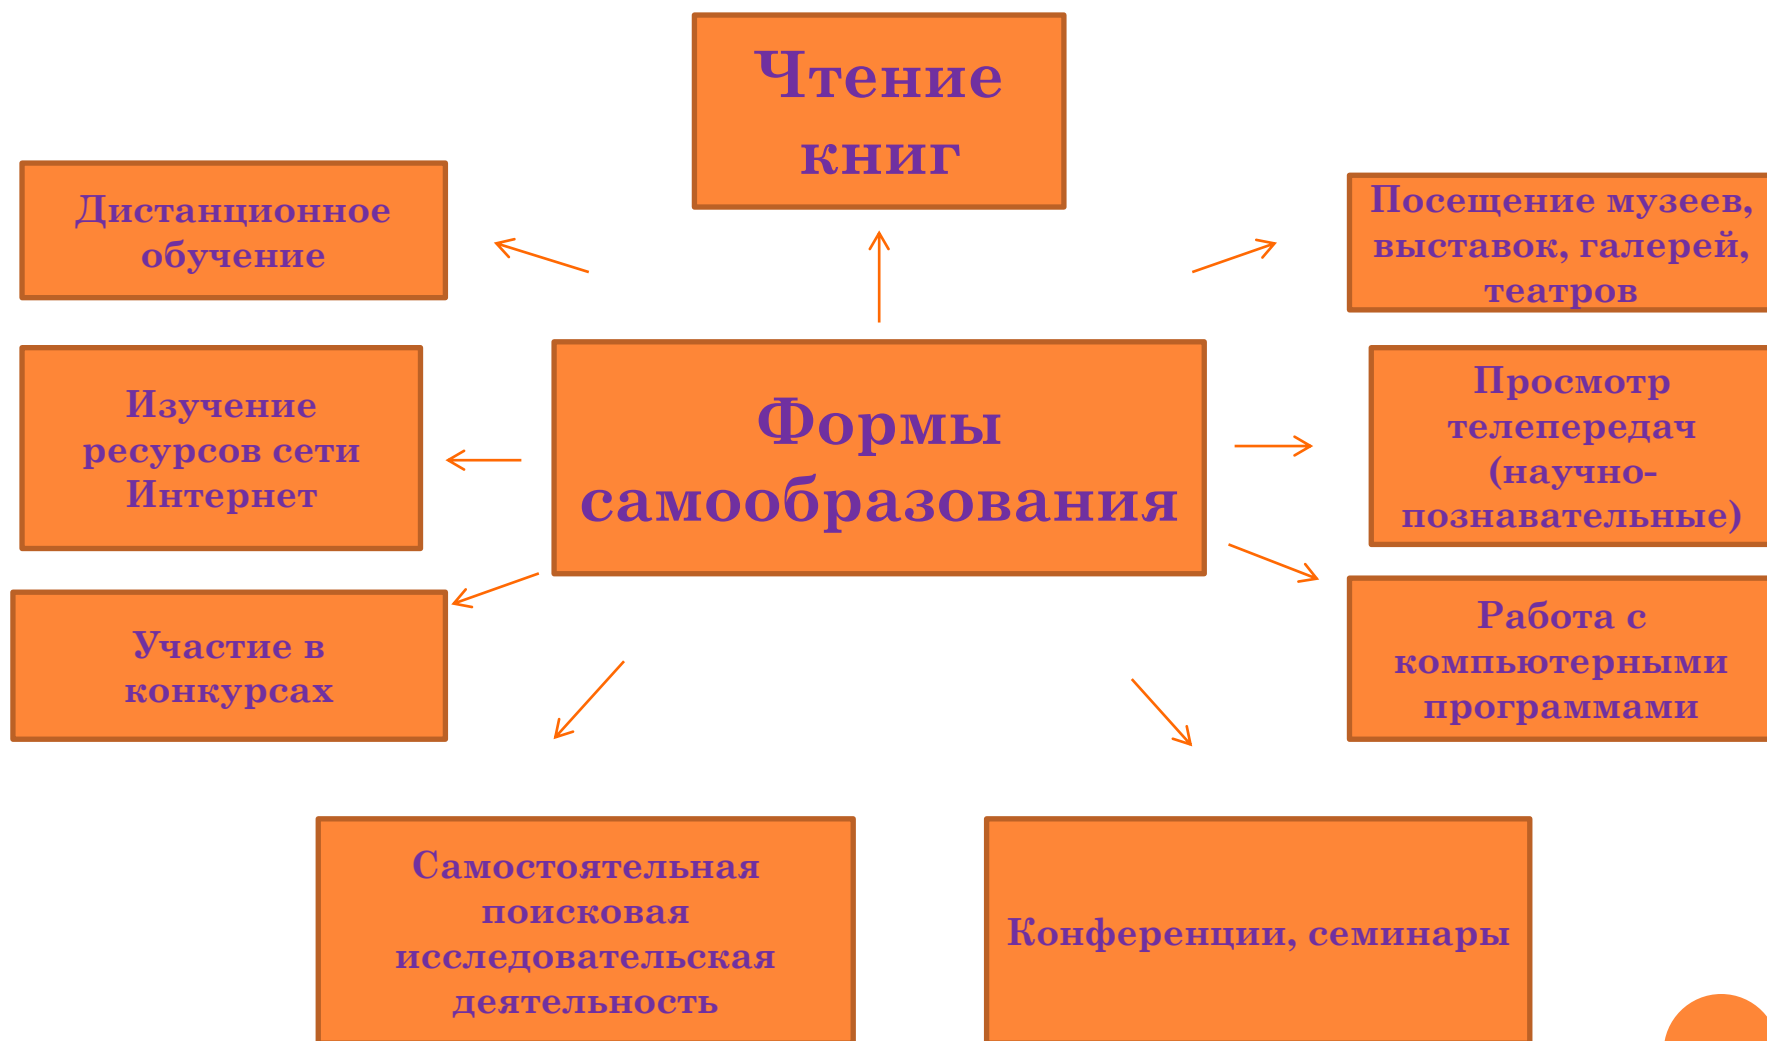 Чтение
книг
Дистанционное
обучение
Посещение музеев,
выставок, галерей,
театров
Изучение
ресурсов сети
Интернет
Формы
самообразования
Просмотр
телепередач
(научно-
познавательные)
Участие в
конкурсах
Работа с
компьютерными
программами
Самостоятельная
поисковая
исследовательская
деятельность
Конференции, семинары